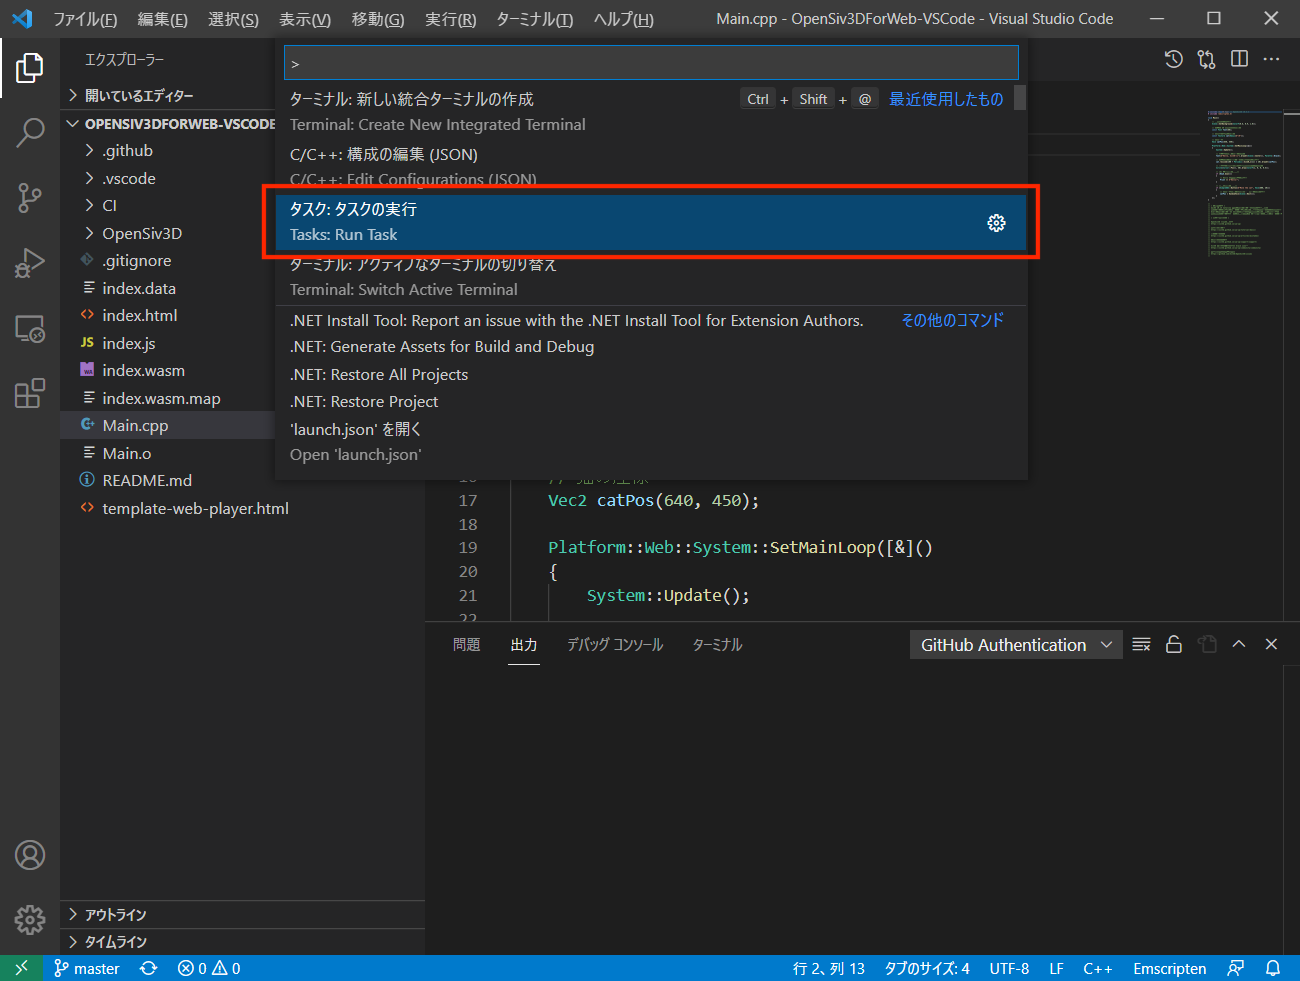 ファイル(F) 編集(E) 選択(S) 表示(V) 移動(G) 実行(R) ターミナル(T) ヘルプ(H) Main.cpp - OpenSiv3DForWeb-VSCode - Visual Studio Code
エクスプローラー
開いているエディター
OPENSIV3DFORWEB-VSCODE
.github
.vscode
CI
OpenSiv3D
.gitignore
index.data
index.html
JS index.js
index.wasm
index.wasm.map
Main.cpp
Main.o
README.md
template-web-player.html
アウトライン
タイムライン
>
ターミナル: 新しい統合ターミナルの作成 Ctrl + Shift + @ 最近使用したもの
Terminal: Create New Integrated Terminal
C/C++: 構成の編集 (JSON)
C/C++: Edit Configurations (JSON)
タスク: タスクの実行
Tasks: Run Task
ターミナル: アクティブなターミナルの切り替え
Terminal: Switch Active Terminal
.NET Install Tool: Report an issue with the .NET Install Tool for Extension Authors. その他のコマンド
.NET: Generate Assets for Build and Debug
.NET: Restore All Projects
.NET: Restore Project
'launch.json' を開く
Open 'launch.json'
17 Vec2 catPos(640, 450);
18
19 Platform::Web::System::SetMainLoop([&]()
20 {
21 System::Update();
22
問題 出力 デバッグ コンソール ターミナル GitHub Authentication
master 0 0 行 2、列 13 タブのサイズ: 4 UTF-8 LF C++ Emscripten